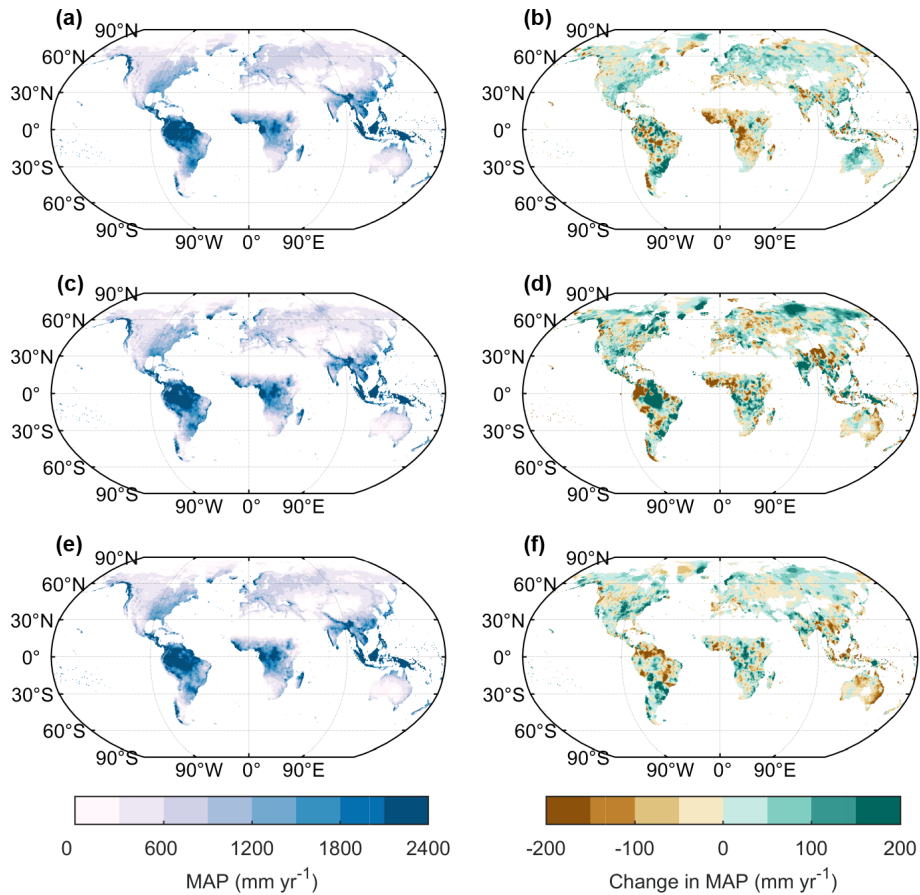 (a) (b)
90°N 90°N
60°N 60°N
30°N 30°N
0° 0°
30°S 30°S
60°S 60°S
90°S 90°S
90°W 0° 90°E 90°W 0° 90°E
(c) (d)
90°N 90°N
60°N 60°N
30°N 30°N
0° 0°
30°S 30°S
60°S 60°S
90°S 90°S
90°W 0° 90°E 90°W 0° 90°E
(e) (f)
90°N 90°N
60°N 60°N
30°N 30°N
0° 0°
30°S 30°S
60°S 60°S
90°S 90°S
90°W 0° 90°E 90°W 0° 90°E
0 600 1200 1800 2400 -200 -100 0 100 200
MAP (mm yr⁻¹) Change in MAP (mm yr⁻¹)